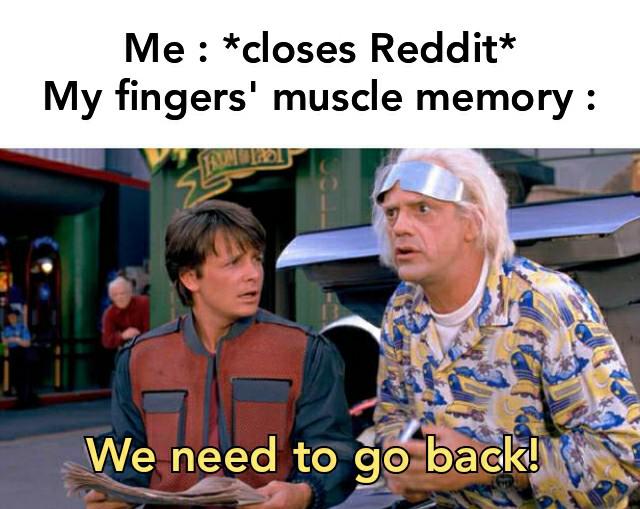 Me : *closes Reddit*
My fingers' muscle memory :
We need to go back!